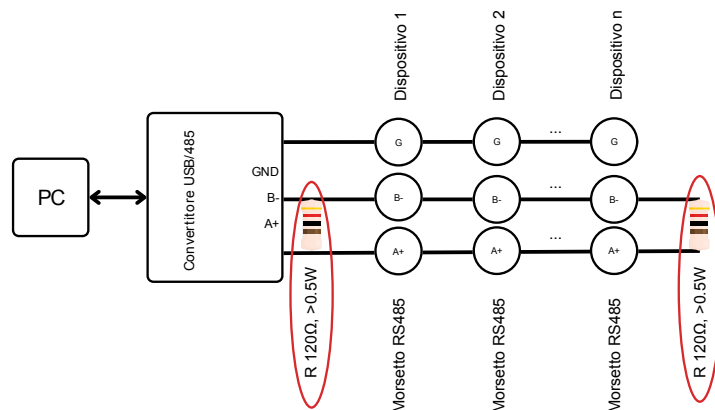 Dispositivo 1
Dispositivo 2
Dispositivo n
PC
Convertitore USB/485
GND
B-
A+
G
G
...
G
B-
B-
...
B-
A+
A+
...
A+
R 120Ω, >0.5W
Morsetto RS485
Morsetto RS485
Morsetto RS485
R 120Ω, >0.5W